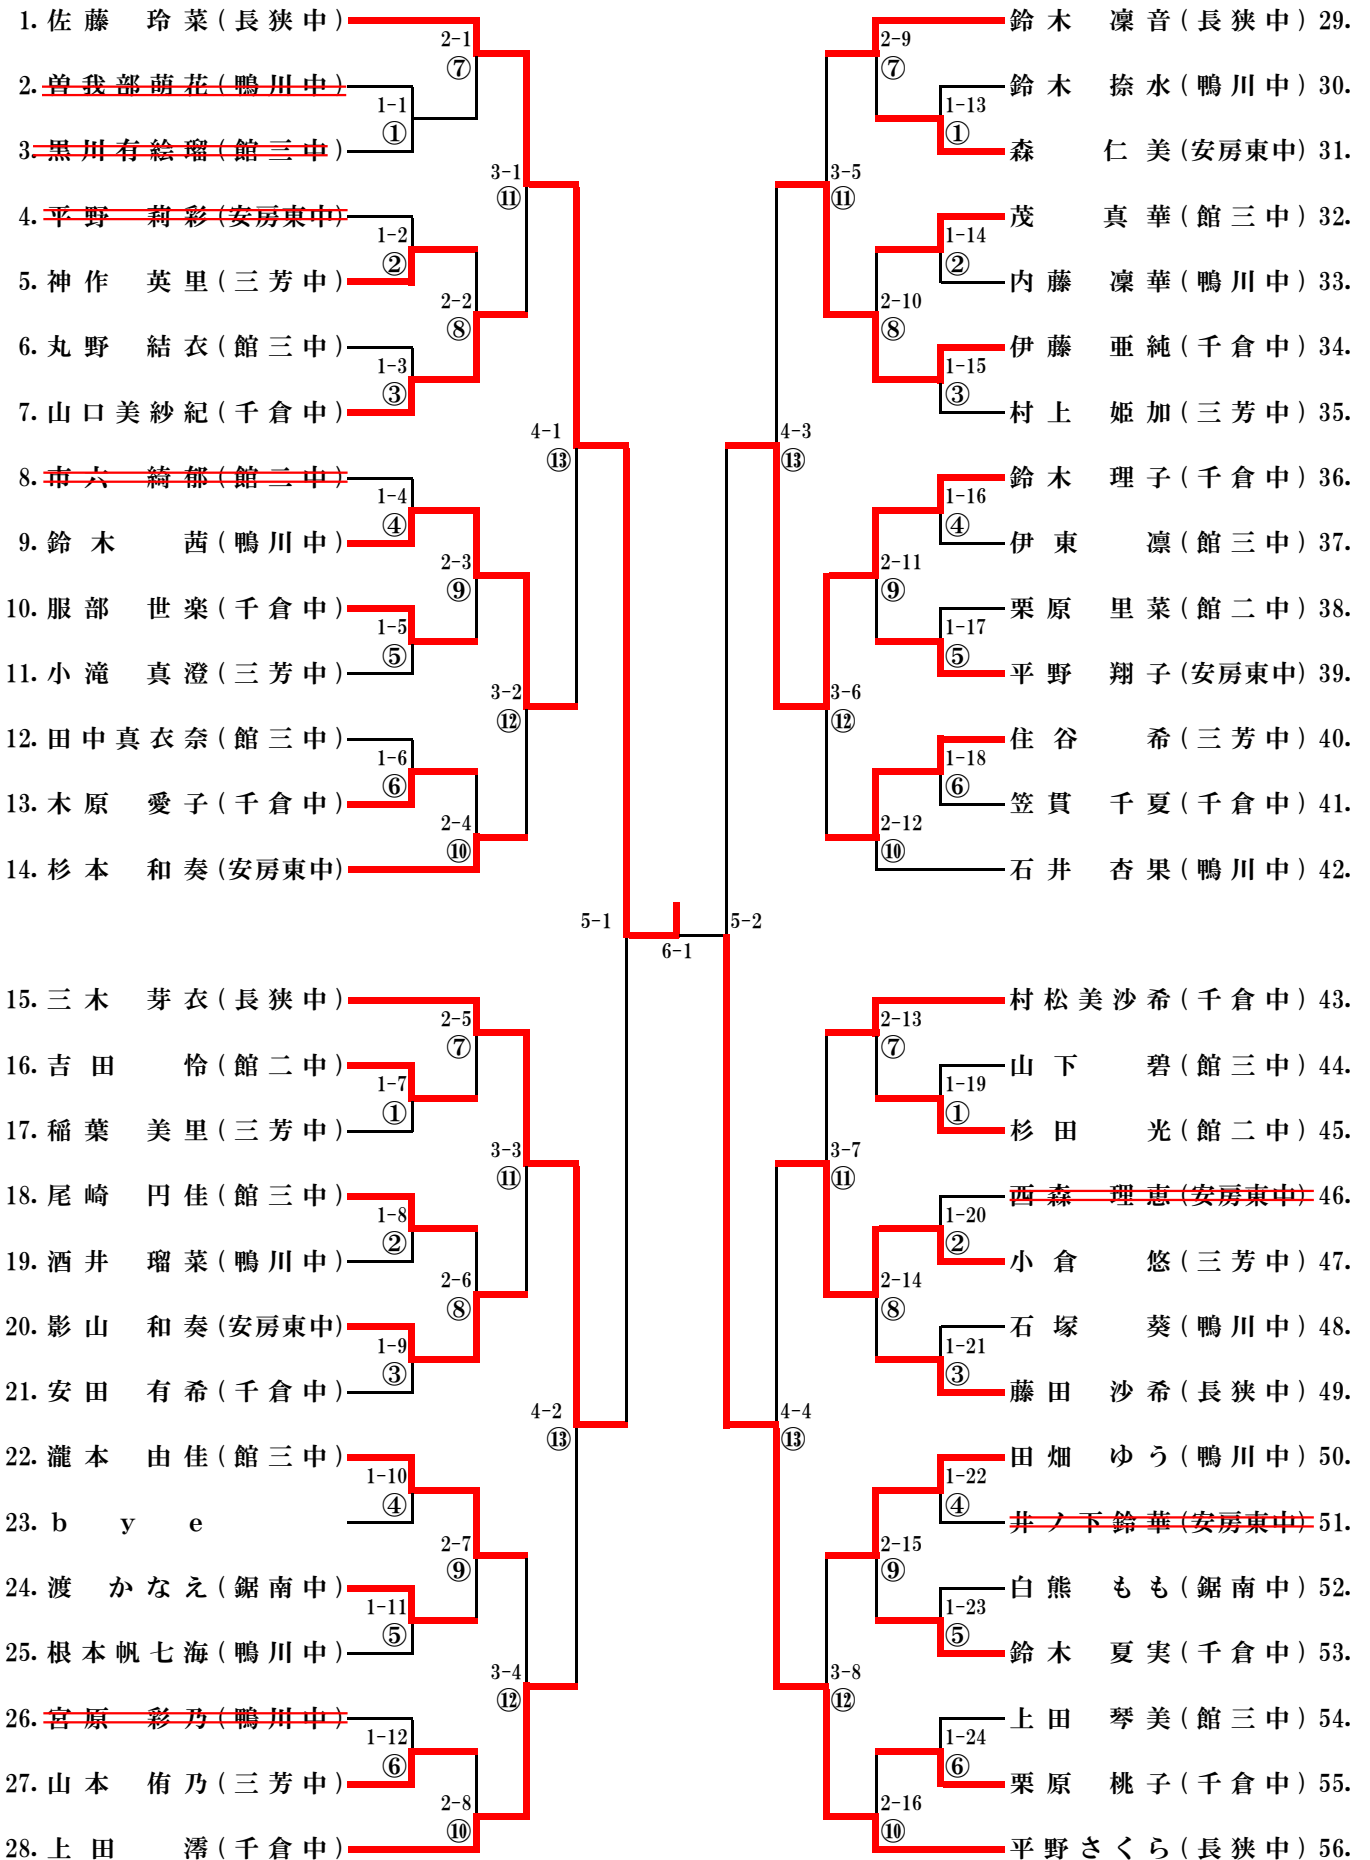 1. 佐藤 玲菜 (長狭中)
2. 曽我部萌花 (鴨川中)
3. 黒川有絵瑠 (館三中)
4. 平野 莉彩 (安房東中)
5. 神作 英里 (三芳中)
6. 丸野 結衣 (館三中)
7. 山口美紗紀 (千倉中)
8. 市六 綺郁 (館二中)
9. 鈴木 茜 (鴨川中)
10. 服部 世楽 (千倉中)
11. 小滝 真澄 (三芳中)
12. 田中真衣奈 (館三中)
13. 木原 愛子 (千倉中)
14. 杉本 和奏 (安房東中)
15. 三木 芽衣 (長狭中)
16. 吉田 怜 (館二中)
17. 稲葉 美里 (三芳中)
18. 尾崎 円佳 (館三中)
19. 酒井 瑠菜 (鴨川中)
20. 影山 和奏 (安房東中)
21. 安田 有希 (千倉中)
22. 瀧本 由佳 (館三中)
23. bye
24. 渡 かなえ (鋸南中)
25. 根本帆七海 (鴨川中)
26. 宮原 彩乃 (鴨川中)
27. 山本 侑乃 (三芳中)
28. 上田 澪 (千倉中)
1-1 ①
1-2 ②
1-3 ③
1-4 ④
1-5 ⑤
1-6 ⑥
1-7 ①
1-8 ②
1-9 ③
1-10 ④
1-11 ⑤
1-12 ⑥
2-1 ⑦
2-2 ⑧
2-3 ⑨
2-4 ⑩
2-5 ⑦
2-6 ⑧
2-7 ⑨
2-8 ⑩
3-1 ⑪
3-2 ⑫
3-3 ⑪
3-4 ⑫
4-1 ⑬
4-2 ⑬
5-1
6-1
5-2
4-3 ⑬
4-4 ⑬
3-5 ⑪
3-6 ⑫
3-7 ⑪
3-8 ⑫
2-9 ⑦
2-10 ⑧
2-11 ⑨
2-12 ⑩
2-13 ⑦
2-14 ⑧
2-15 ⑨
2-16 ⑩
1-13 ①
1-14 ②
1-15 ③
1-16 ④
1-17 ⑤
1-18 ⑥
1-19 ①
1-20 ②
1-21 ③
1-22 ④
1-23 ⑤
1-24 ⑥
鈴木 凜音 (長狭中) 29.
鈴木 捺水 (鴨川中) 30.
森 仁美 (安房東中) 31.
茂 真華 (館三中) 32.
内藤 凜華 (鴨川中) 33.
伊藤 亜純 (千倉中) 34.
村上 姫加 (三芳中) 35.
鈴木 理子 (千倉中) 36.
伊東 凛 (館三中) 37.
栗原 里菜 (館二中) 38.
平野 翔子 (安房東中) 39.
住谷 希 (三芳中) 40.
笠貫 千夏 (千倉中) 41.
石井 杏果 (鴨川中) 42.
村松美沙希 (千倉中) 43.
山下 碧 (館三中) 44.
杉田 光 (館二中) 45.
西森 理恵 (安房東中) 46.
小倉 悠 (三芳中) 47.
石塚 葵 (鴨川中) 48.
藤田 沙希 (長狭中) 49.
田畑 ゆう (鴨川中) 50.
井ノ下鈴華 (安房東中) 51.
白熊 もも (鋸南中) 52.
鈴木 夏実 (千倉中) 53.
上田 琴美 (館三中) 54.
栗原 桃子 (千倉中) 55.
平野さくら (長狭中) 56.